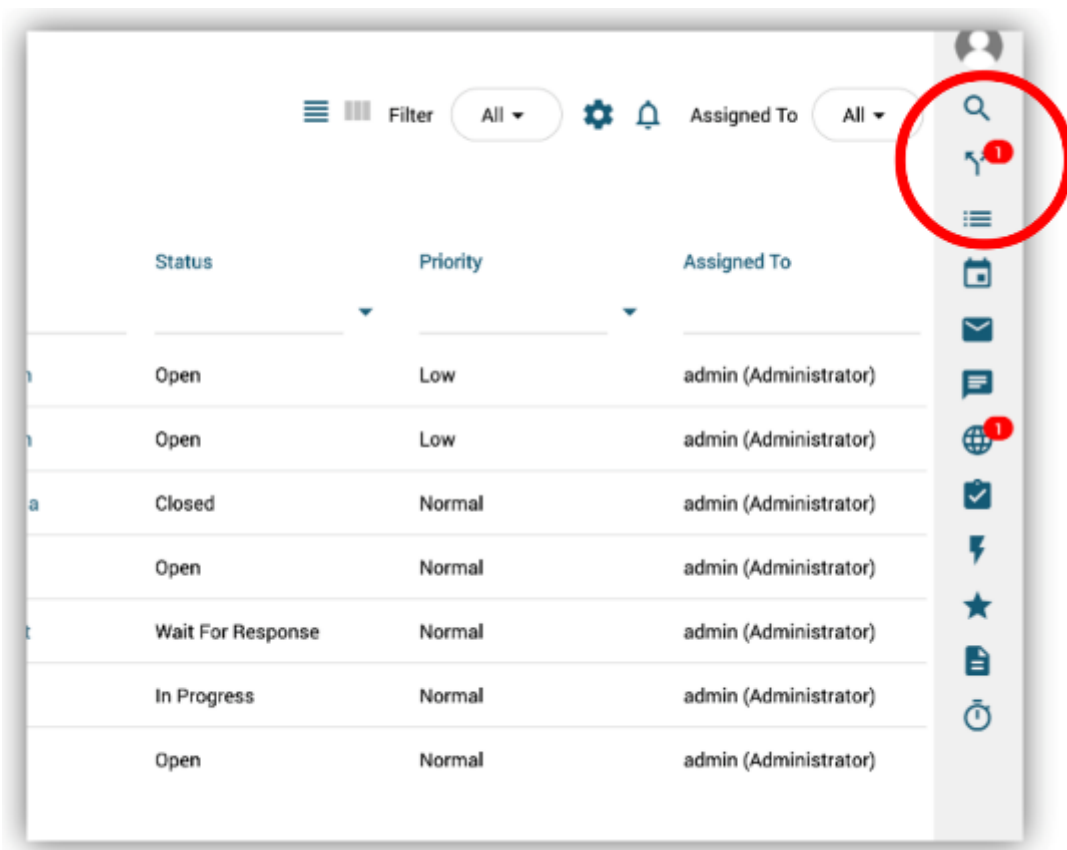 Filter All Assigned To All
1
Status Priority Assigned To
Open Low admin (Administrator)
Open Low admin (Administrator)
1
a Closed Normal admin (Administrator)
Open Normal admin (Administrator)
t Wait For Response Normal admin (Administrator)
In Progress Normal admin (Administrator)
Open Normal admin (Administrator)